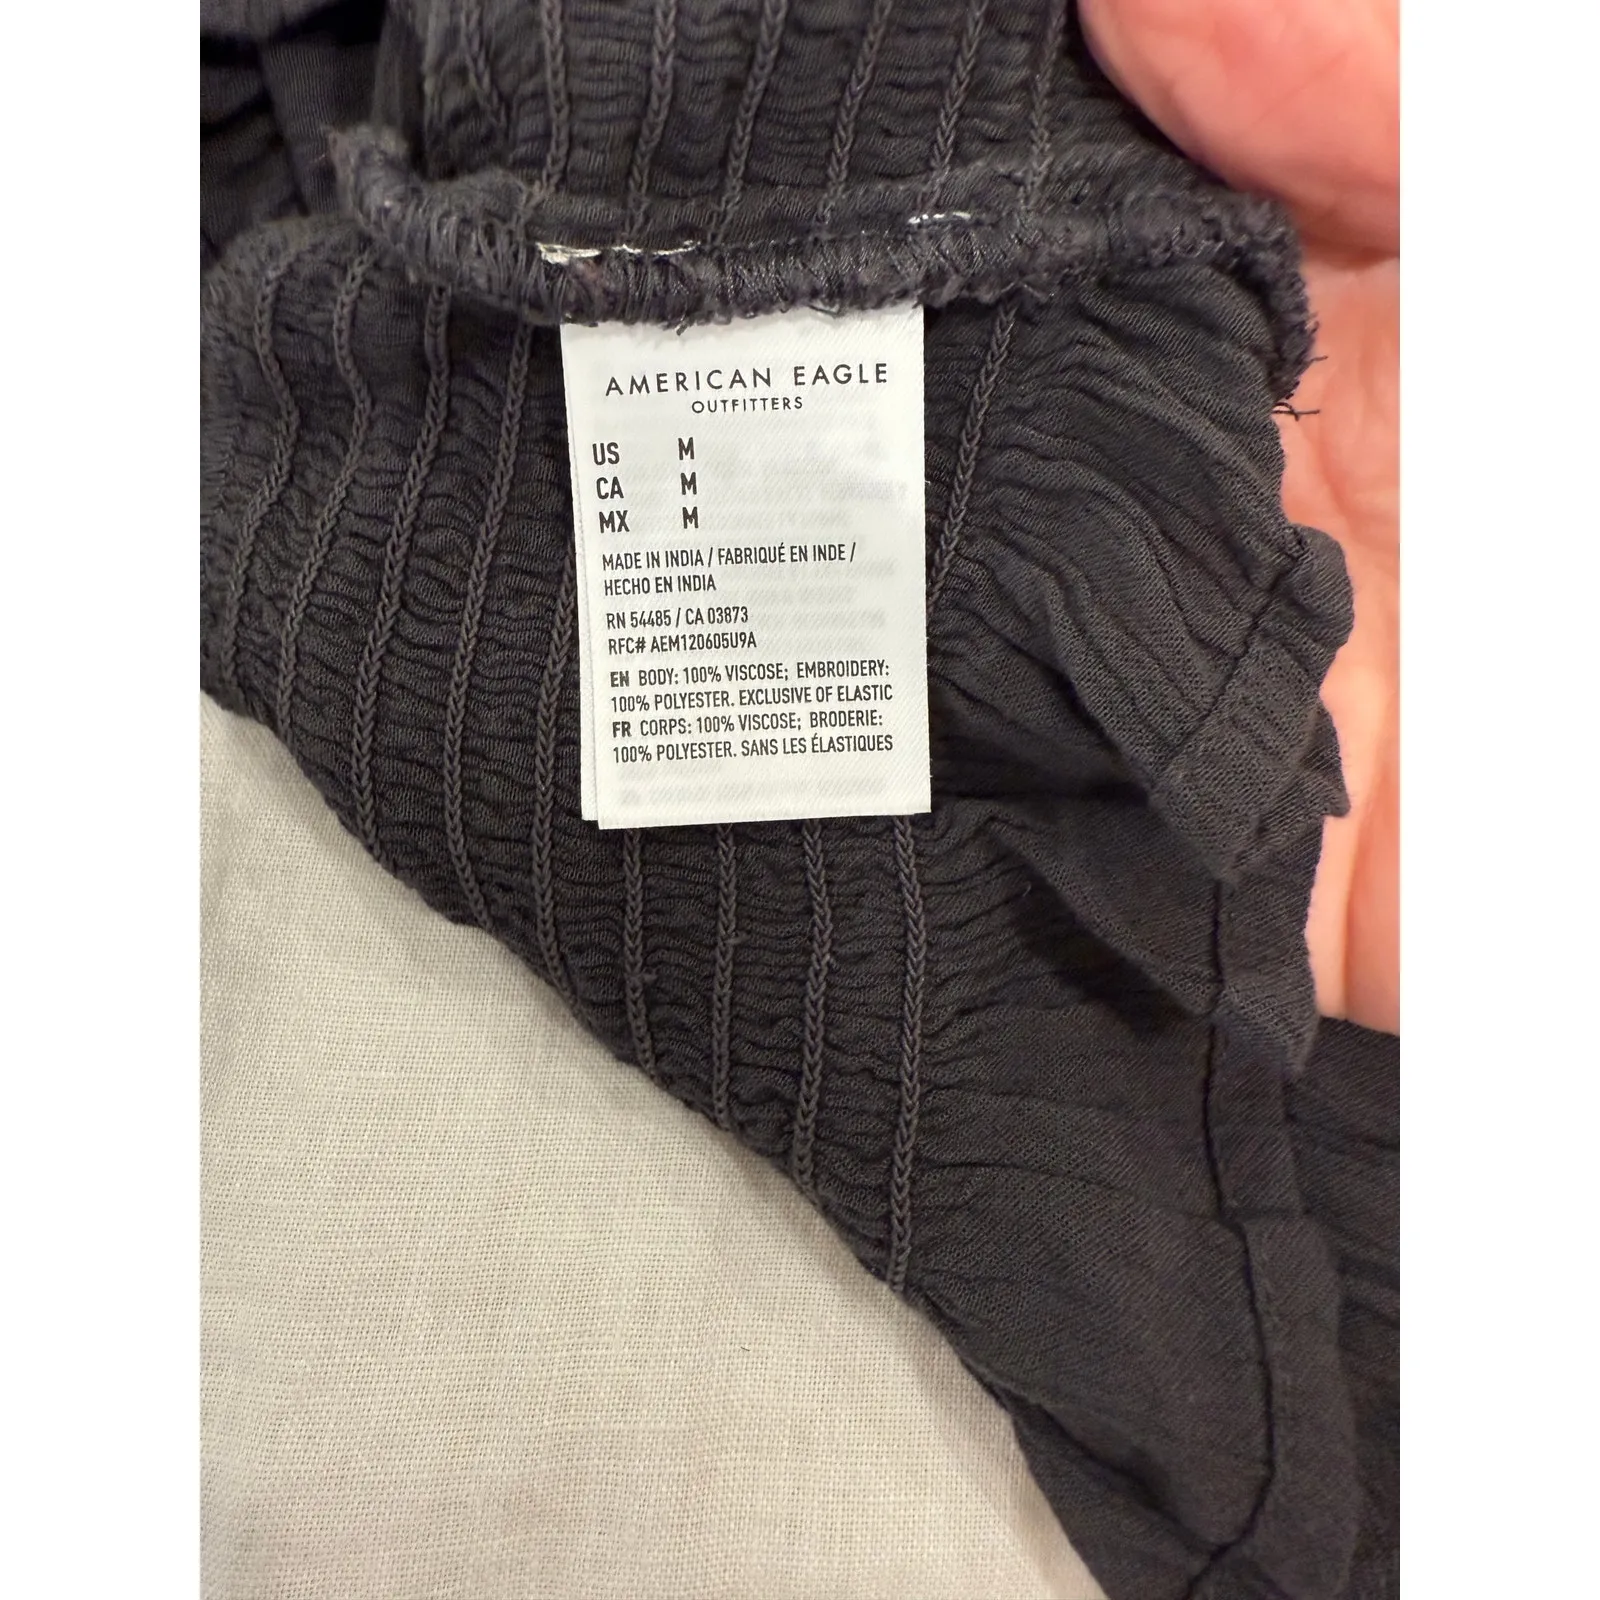 AMERICAN EAGLE
OUTFITTERS
US M
CA M
MX M
MADE IN INDIA / FABRIQUÉ EN INDE /
HECHO EN INDIA
RN 54485 / CA 03873
RFC# AEM120605U9A
EN BODY: 100% VISCOSE; EMBROIDERY:
100% POLYESTER. EXCLUSIVE OF ELASTIC
FR CORPS: 100% VISCOSE; BRODERIE:
100% POLYESTER. SANS LES ÉLASTIQUES